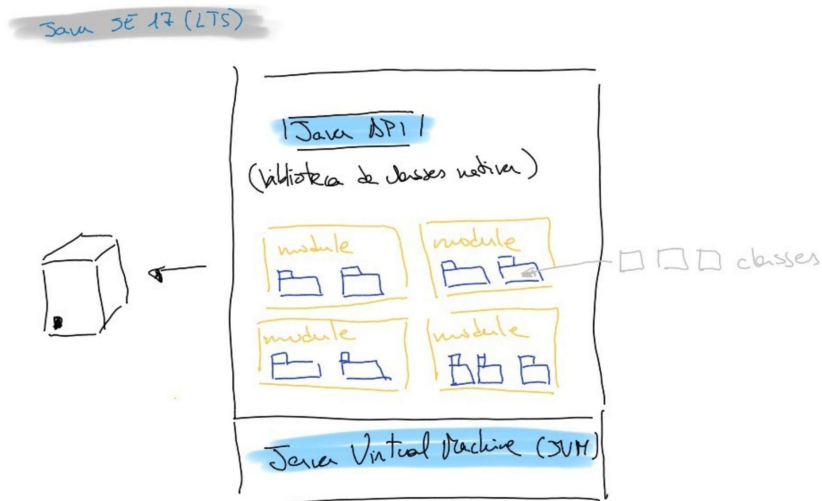 Java SE 17 (LTS)
Java API
(biblioteca de classes nativa)
module
module
classes
module
module
Java Virtual Machine (JVM)